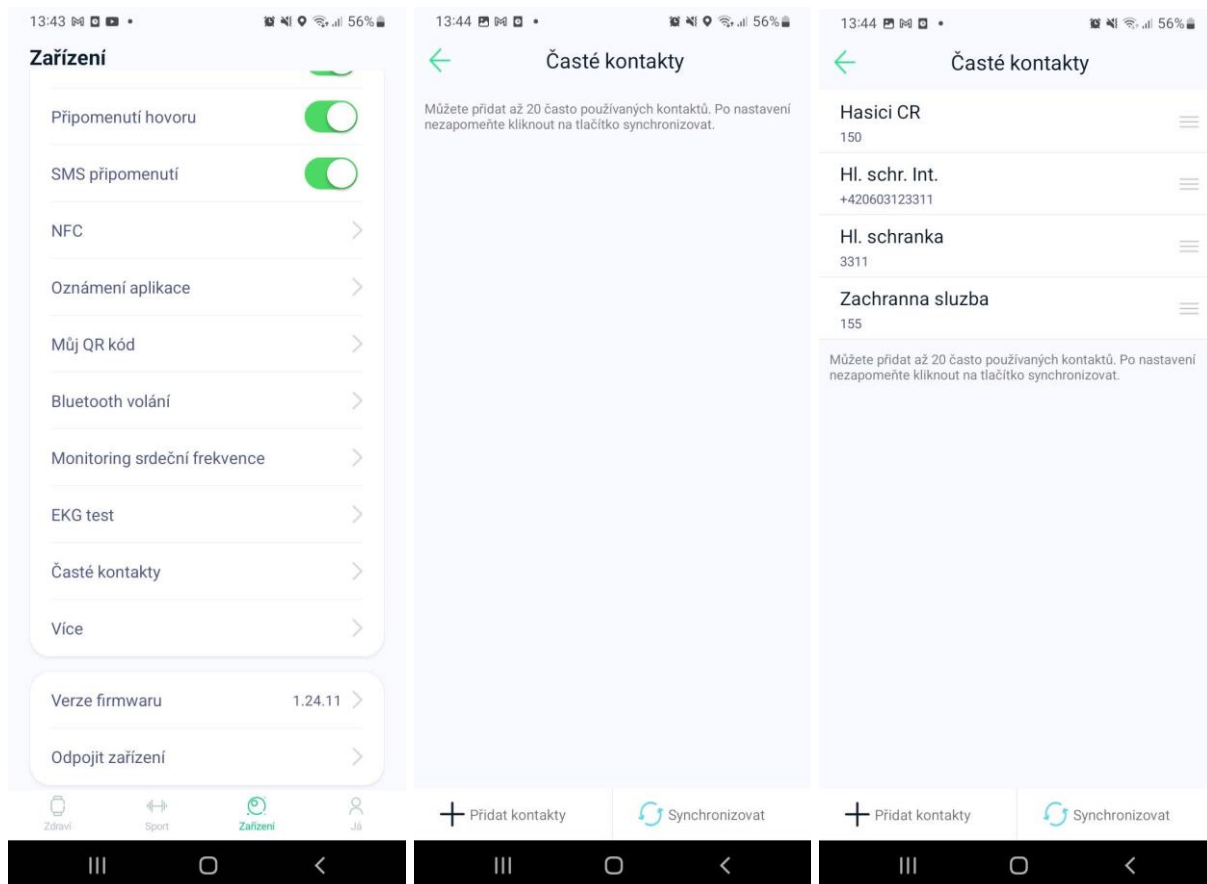 13:43
56%
Zařízení
Připomenutí hovoru
SMS připomenutí
NFC
Oznámení aplikace
Můj QR kód
Bluetooth volání
Monitoring srdeční frekvence
EKG test
Časté kontakty
Více
Verze firmwaru 1.24.11
Odpojit zařízení
Zdraví Sport Zařízení Já
13:44
56%
Časté kontakty
Můžete přidat až 20 často používaných kontaktů. Po nastavení
nezapomeňte kliknout na tlačítko synchronizovat.
Přidat kontakty Synchronizovat
13:44
56%
Časté kontakty
Hasici CR
150
Hl. schr. Int.
+420603123311
Hl. schranka
3311
Zachranna sluzba
155
Můžete přidat až 20 často používaných kontaktů. Po nastavení
nezapomeňte kliknout na tlačítko synchronizovat.
Přidat kontakty Synchronizovat